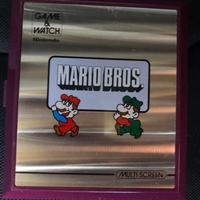 GAME
&
WATCH
Nintendo
MARIO BROS.
MULTI SCREEN